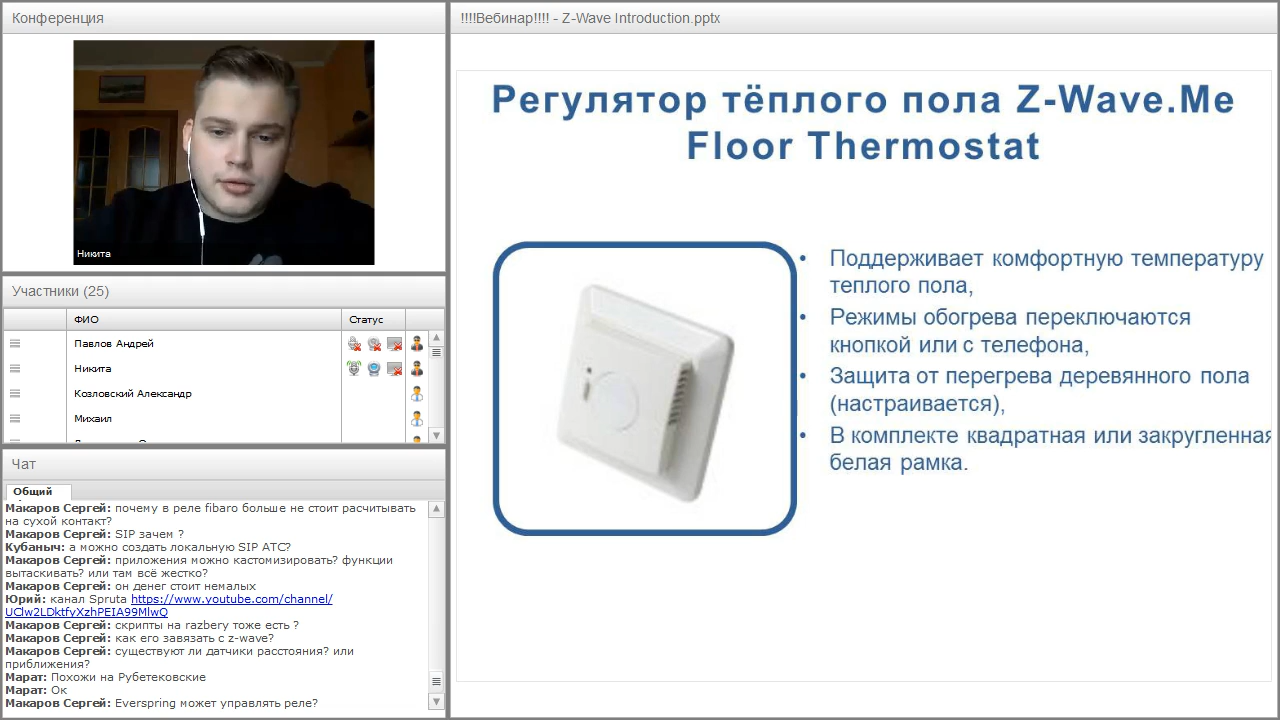 Конференция
Никита
Участники (25)
ФИО
Статус
Павлов Андрей
Никита
Козловский Александр
Михаил
Чат
Общий
Макаров Сергей: почему в реле fibaro больше не стоит расчитывать
на сухой контакт?
Макаров Сергей: SIP зачем ?
Кубаныч: а можно создать локальную SIP АТС?
Макаров Сергей: приложения можно кастомизировать? функции
вытаскивать? или там всё жестко?
Макаров Сергей: он денег стоит немалых
Юрий: канал Spruta https://www.youtube.com/channel/
UClw2LDktfyXzhPEIA99MlwQ
Макаров Сергей: скрипты на razbery тоже есть ?
Макаров Сергей: как его завязать с z-wave?
Макаров Сергей: существуют ли датчики расстояния? или
приближения?
Марат: Похожи на Рубетековские
Марат: Ок
Макаров Сергей: Everspring может управлять реле?
!!!!Вебинар!!!! - Z-Wave Introduction.pptx
Регулятор тёплого пола Z-Wave.Me
Floor Thermostat
• Поддерживает комфортную температуру
теплого пола,
• Режимы обогрева переключаются
кнопкой или с телефона,
• Защита от перегрева деревянного пола
(настраивается),
• В комплекте квадратная или закругленная
белая рамка.